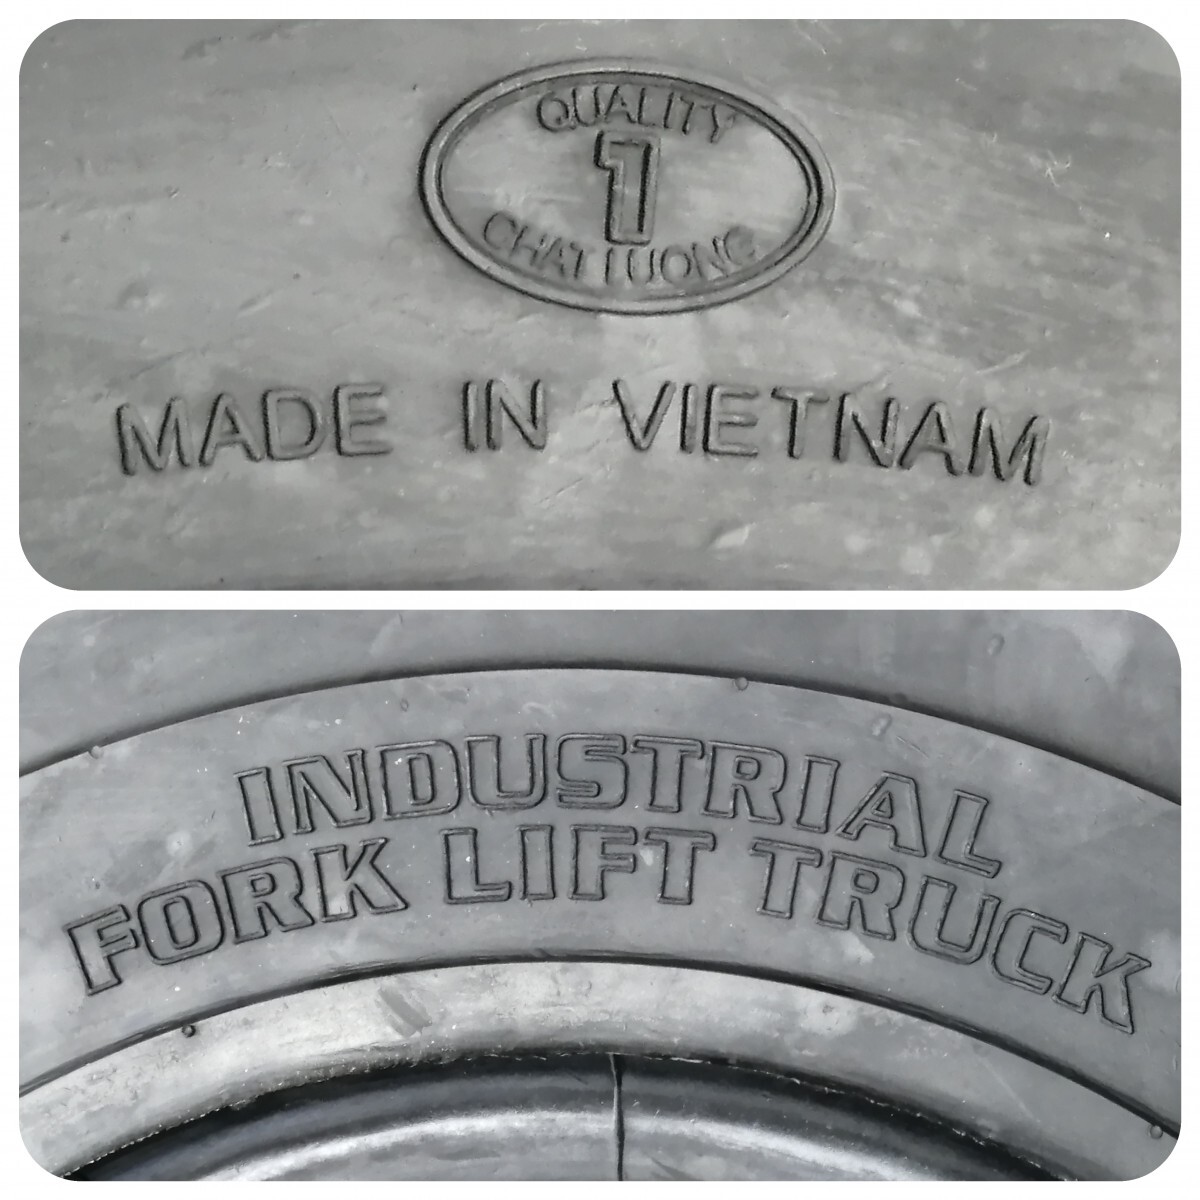 QUALITY
1
CHAT LUONG
MADE IN VIETNAM
INDUSTRIAL
FORK LIFT TRUCK